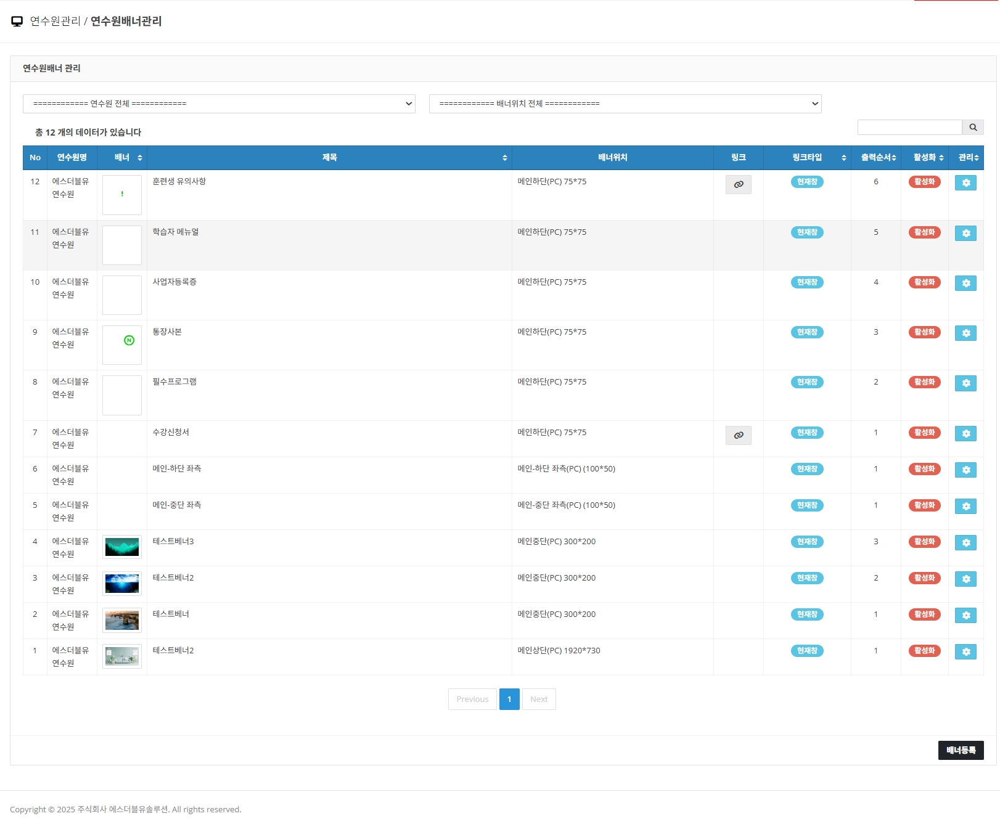 연수원관리 / 연수원배너관리
연수원배너 관리
============ 연수원 전체 ============ ============ 배너위치 전체 ============
총 12 개의 데이터가 있습니다
No 연수원명 배너 제목 배너위치 링크 링크타입 출력순서 활성화 관리
12 에스더블유 훈련생 유의사항 메인하단(PC) 75*75 현재창 6 활성화
연수원
!
11 에스더블유 학습자 메뉴얼 메인하단(PC) 75*75 현재창 5 활성화
연수원
10 에스더블유 사업자등록증 메인하단(PC) 75*75 현재창 4 활성화
연수원
9 에스더블유 통장사본 메인하단(PC) 75*75 현재창 3 활성화
연수원
N
8 에스더블유 필수프로그램 메인하단(PC) 75*75 현재창 2 활성화
연수원
7 에스더블유 수강신청서 메인하단(PC) 75*75 현재창 1 활성화
연수원
6 에스더블유 메인-하단 좌측 메인-하단 좌측(PC) (100*50) 현재창 1 활성화
연수원
5 에스더블유 메인-중단 좌측 메인-중단 좌측(PC) (100*50) 현재창 1 활성화
연수원
4 에스더블유 테스트베너3 메인중단(PC) 300*200 현재창 3 활성화
연수원
3 에스더블유 테스트베너2 메인중단(PC) 300*200 현재창 2 활성화
연수원
2 에스더블유 테스트베너 메인중단(PC) 300*200 현재창 1 활성화
연수원
1 에스더블유 테스트베너2 메인상단(PC) 1920*730 현재창 1 활성화
연수원
Previous 1 Next
배너등록
Copyright © 2025 주식회사 에스더블유솔루션. All rights reserved.